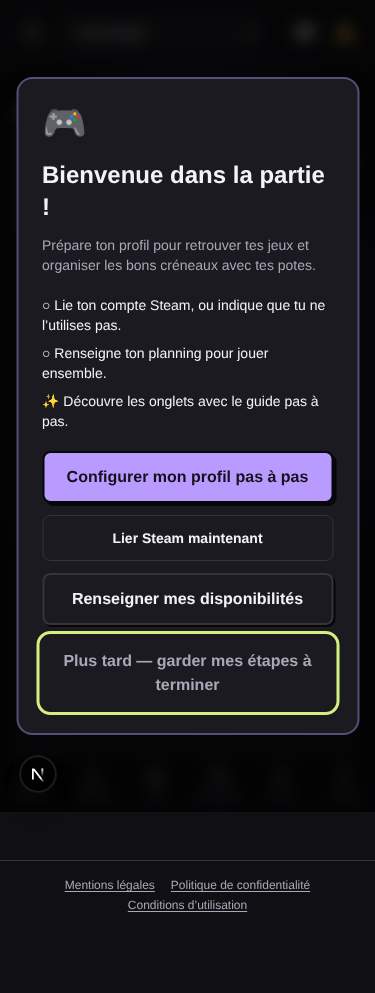 Bienvenue dans la partie
!
Prépare ton profil pour retrouver tes jeux et
organiser les bons créneaux avec tes potes.
○ Lie ton compte Steam, ou indique que tu ne
l’utilises pas.
○ Renseigne ton planning pour jouer
ensemble.
✨ Découvre les onglets avec le guide pas à
pas.
Configurer mon profil pas à pas
Lier Steam maintenant
Renseigner mes disponibilités
Plus tard — garder mes étapes à
terminer
N
Mentions légales Politique de confidentialité
Conditions d’utilisation